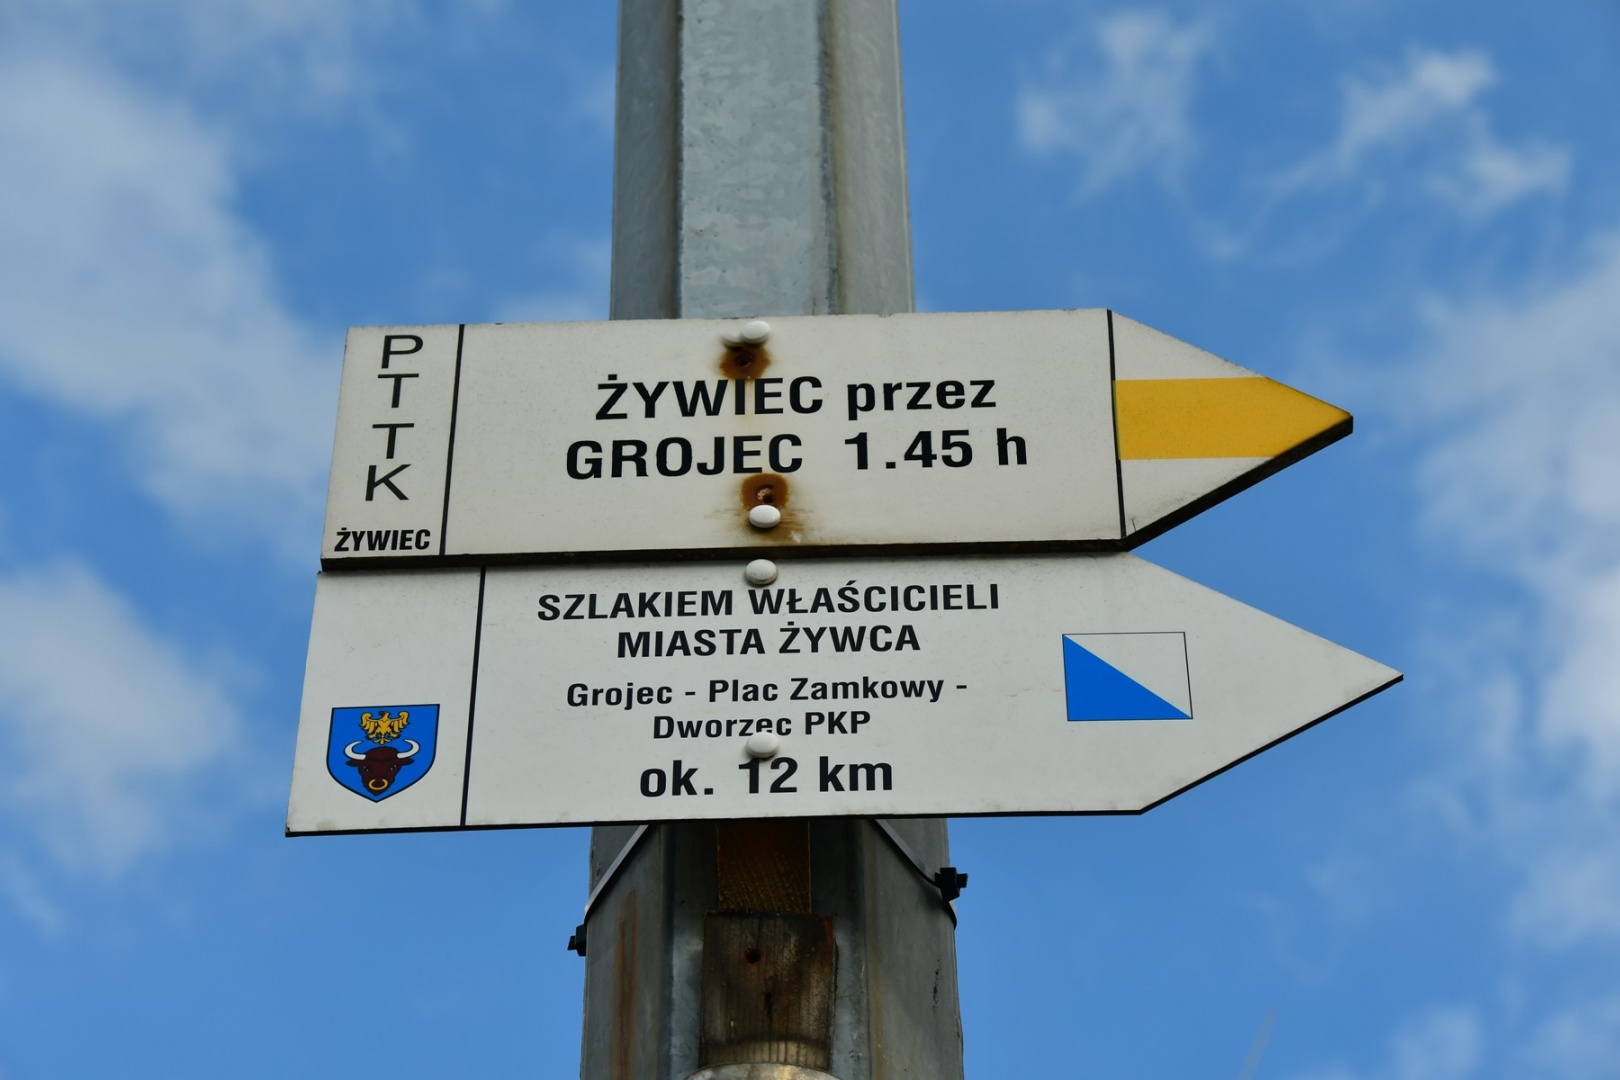 PTTK
ŻYWIEC
ŻYWIEC przez
GROJEC 1.45 h
SZLAKIEM WŁAŚCICIELI
MIASTA ŻYWCA
Grojec - Plac Zamkowy -
Dworzec PKP
ok. 12 km